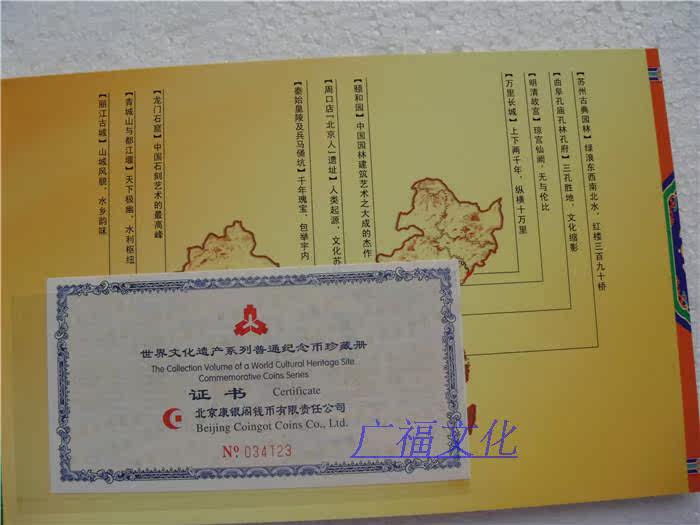 苏州古典园林】绿浪东西南北水，红楼三百九十桥
曲阜孔庙孔林孔府】三孔胜地，文化缩影
明清故宫】琼宫仙阙，无与伦比
万里长城】上下两千年，纵横十万里
颐和园】中国园林建筑艺术之大成的杰作
周口店「北京人」遗址】人类起源，文化苏
秦始皇陵及兵马俑坑】千年瑰宝，包举宇内
龙门石窟】中国石刻艺术的最高峰
青城山与都江堰】天下极幽，水利枢纽
丽江古城】山城风貌，水乡韵味
世界文化遗产系列普通纪念币珍藏册
The Collection Volume of a World Cultural Heritage Site
Commemorative Coins Series
证书 Certificate
北京康银阁钱币有限责任公司
Beijing Coingot Coins Co., Ltd.
№ 034123
广福文化